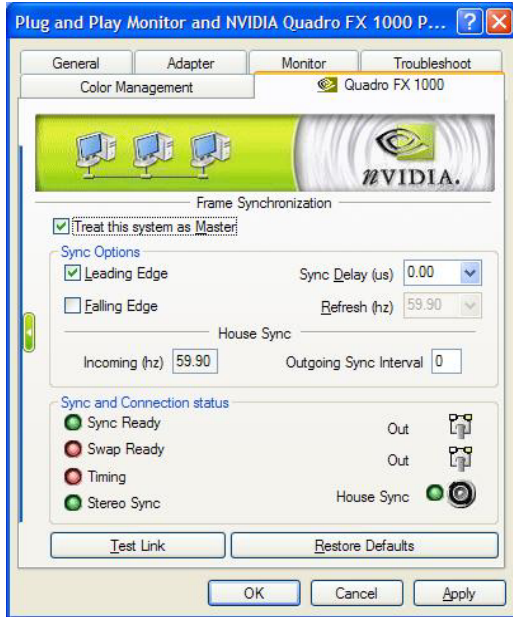 Plug and Play Monitor and NVIDIA Quadro FX 1000 P...
General Adapter Monitor Troubleshoot
Color Management Quadro FX 1000
nVIDIA.
Frame Synchronization
Treat this system as Master
Sync Options
Leading Edge Sync Delay (us) 0.00
Falling Edge Refresh (hz) 59.90
House Sync
Incoming (hz) 59.90 Outgoing Sync Interval 0
Sync and Connection status
Sync Ready Out
Swap Ready Out
Timing
Stereo Sync House Sync
Test Link Restore Defaults
OK Cancel Apply